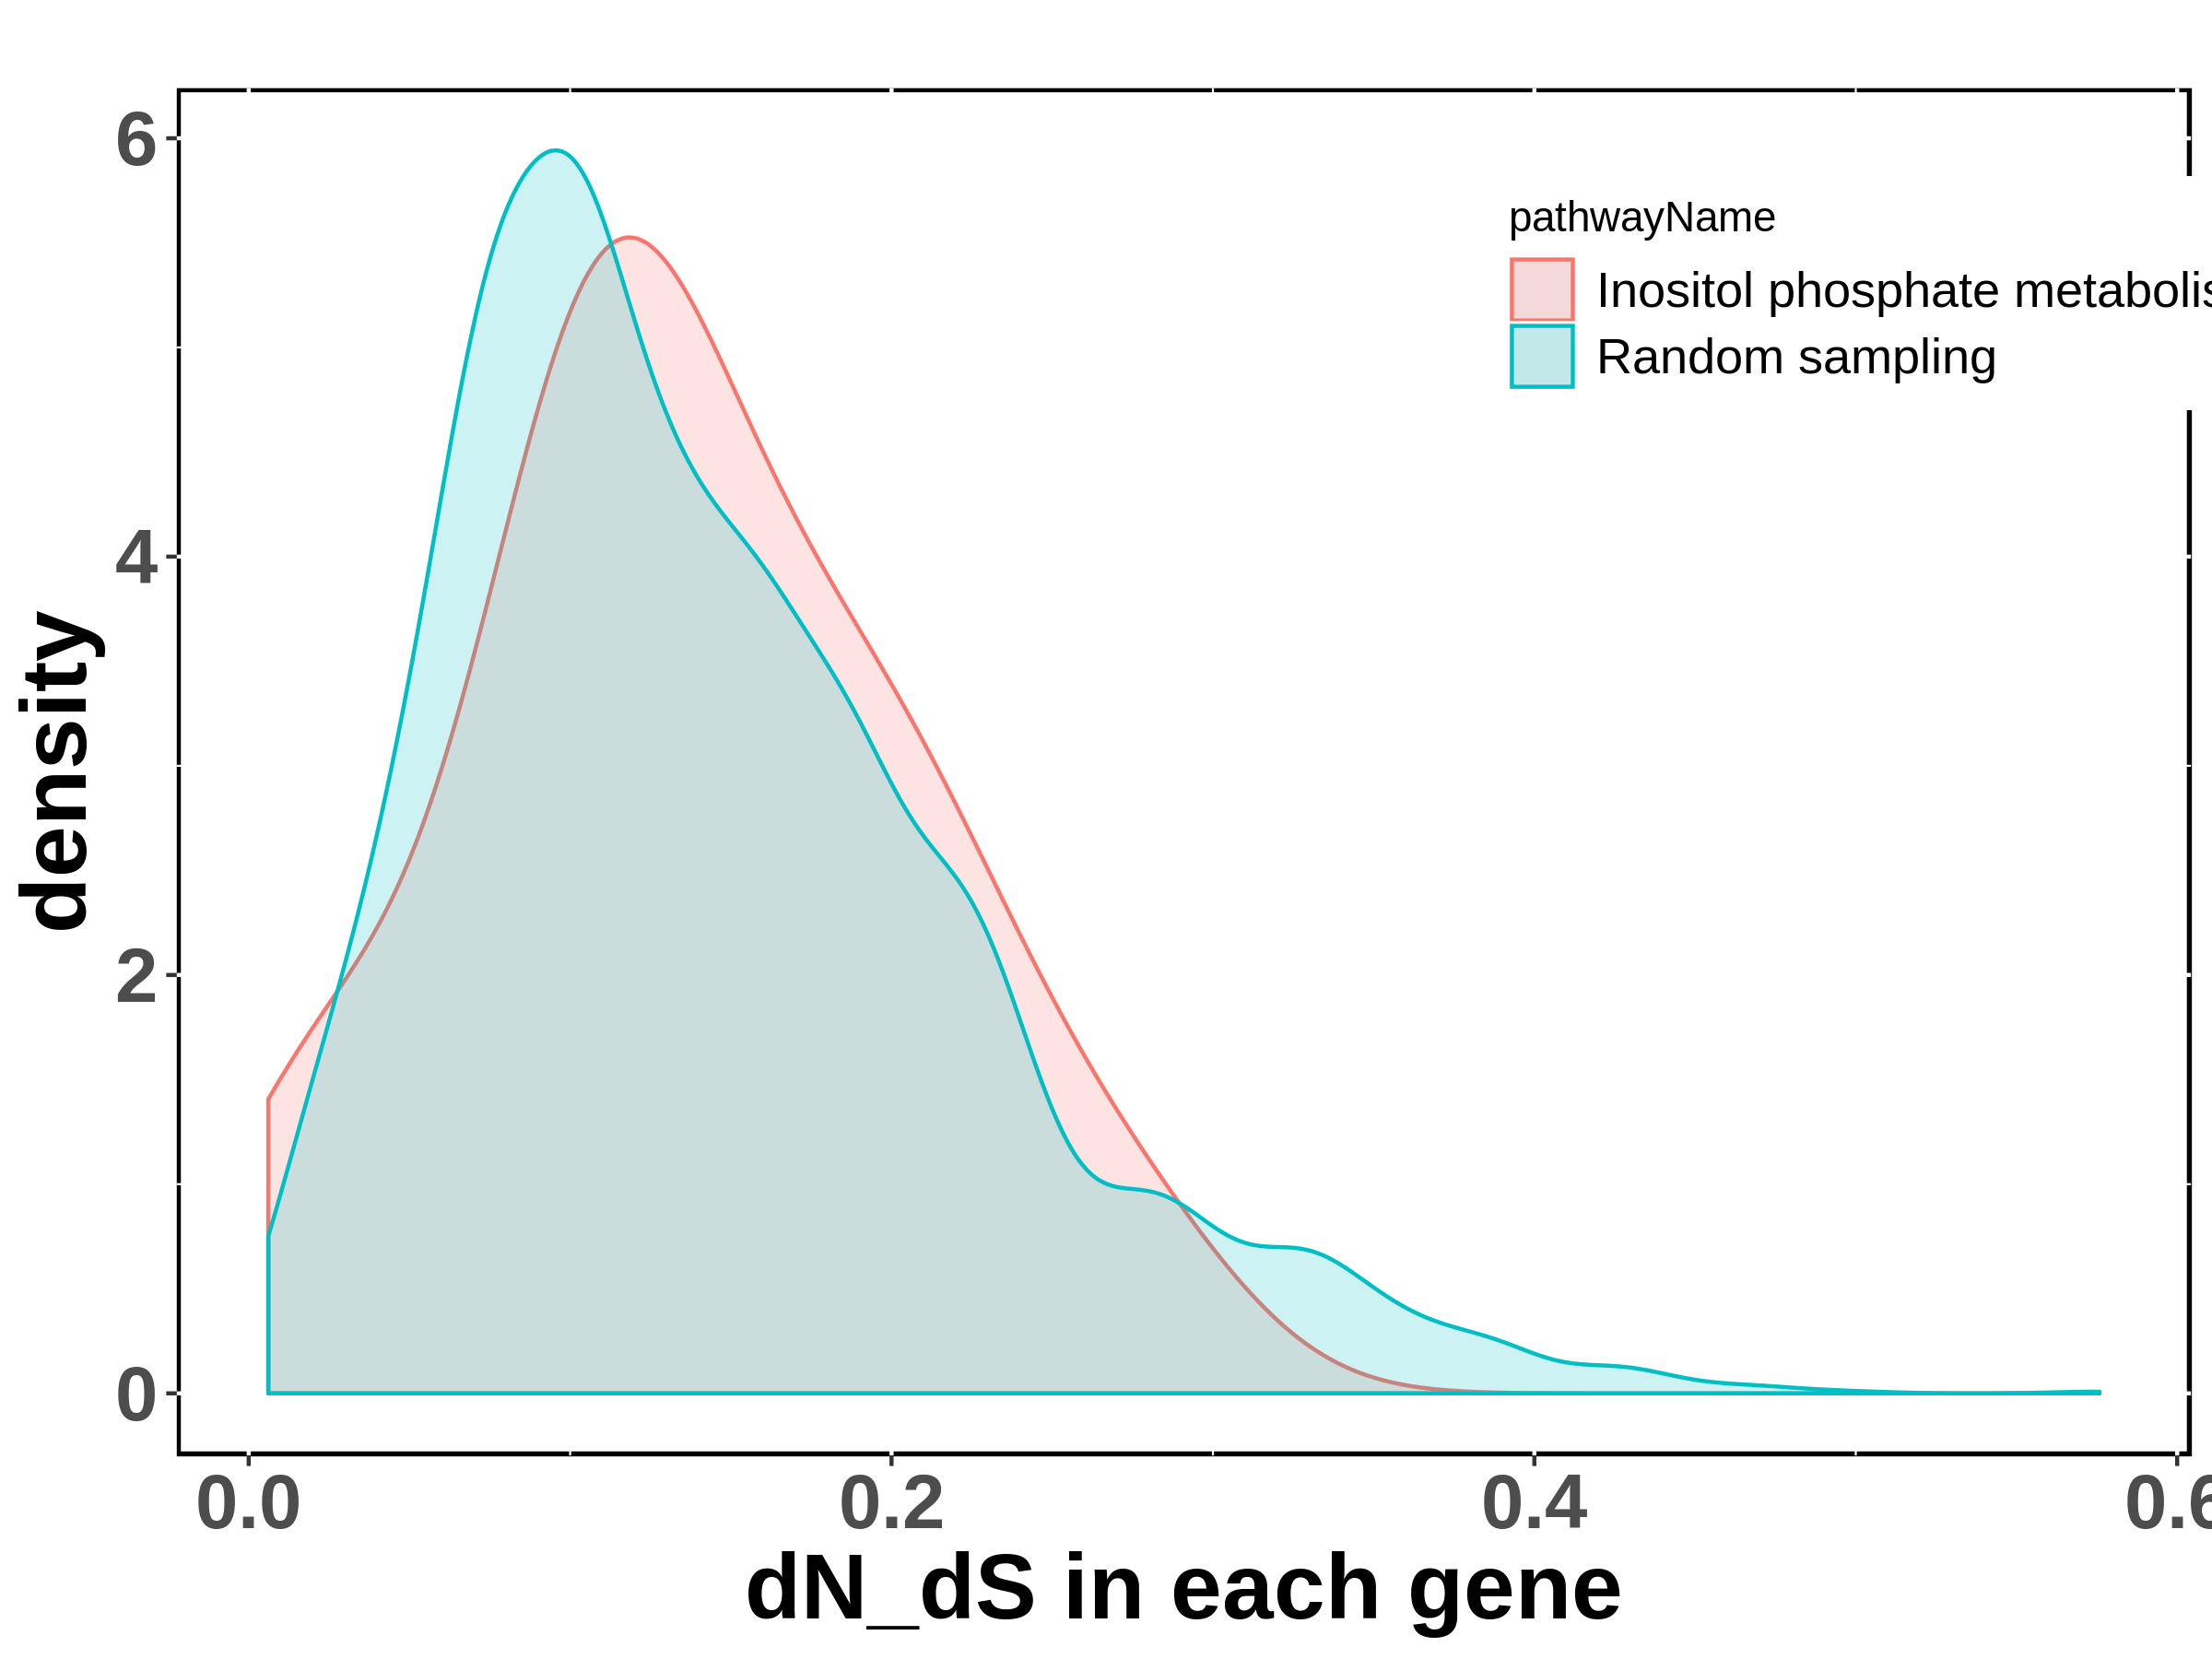 pathwayName
Inositol phosphate metabolis
Random sampling
6
4
2
0
density
0.0 0.2 0.4 0.6
dN_dS in each gene